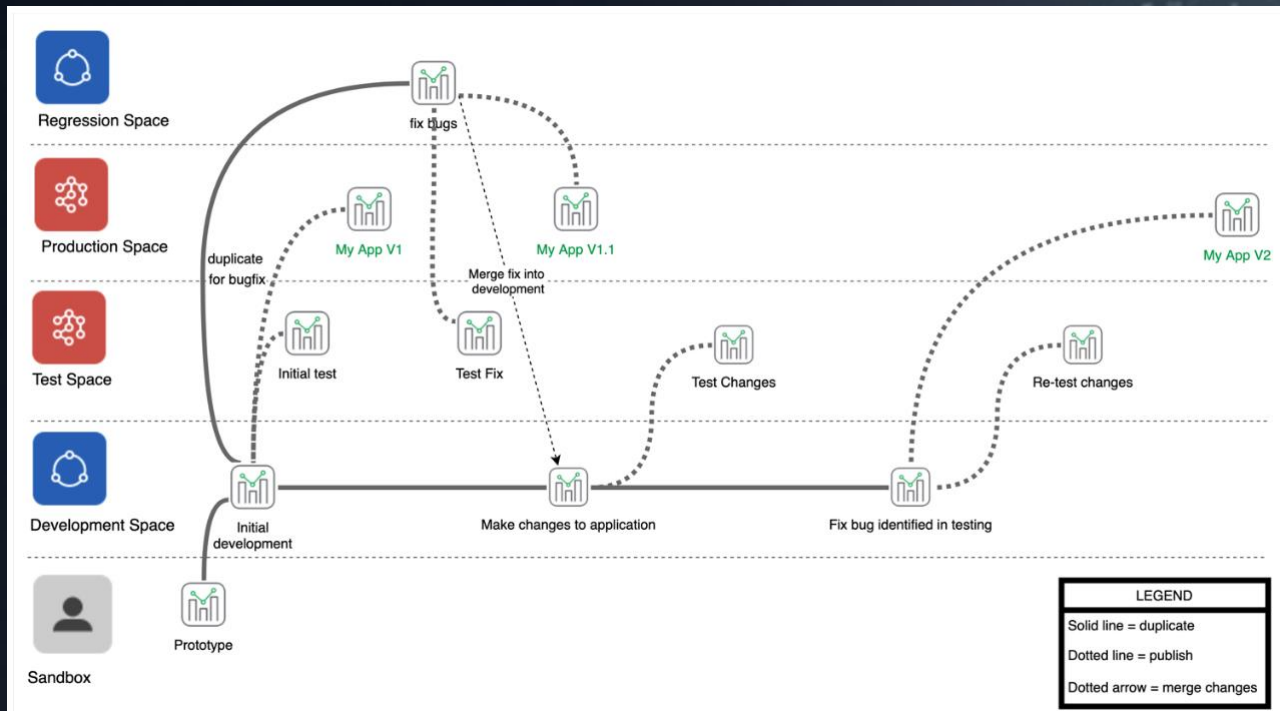 Regression Space
fix bugs
Production Space
My App V1
My App V1.1
My App V2
duplicate
for bugfix
Merge fix into
development
Test Space
Initial test
Test Fix
Test Changes
Re-test changes
Development Space
Initial
development
Make changes to application
Fix bug identified in testing
Sandbox
Prototype
LEGEND
Solid line = duplicate
Dotted line = publish
Dotted arrow = merge changes